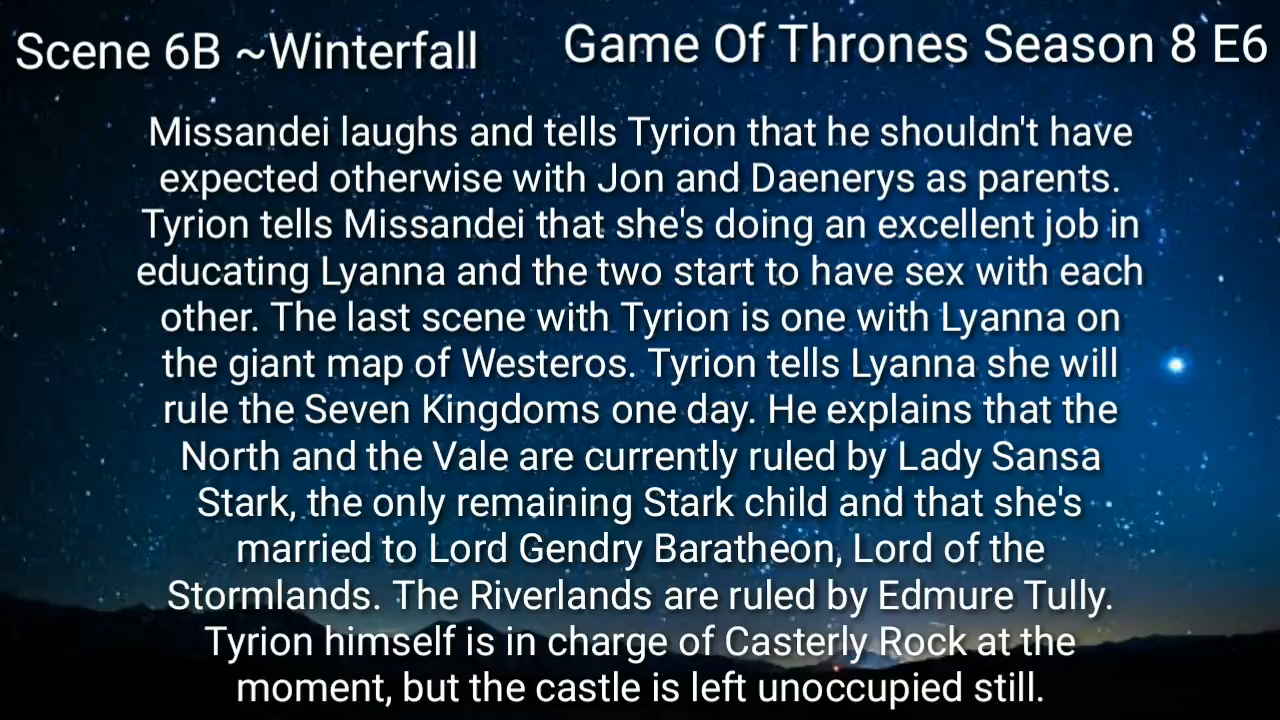 Scene 6B ~Winterfall
Game Of Thrones Season 8 E6
Missandei laughs and tells Tyrion that he shouldn't have
expected otherwise with Jon and Daenerys as parents.
Tyrion tells Missandei that she's doing an excellent job in
educating Lyanna and the two start to have sex with each
other. The last scene with Tyrion is one with Lyanna on
the giant map of Westeros. Tyrion tells Lyanna she will
rule the Seven Kingdoms one day. He explains that the
North and the Vale are currently ruled by Lady Sansa
Stark, the only remaining Stark child and that she's
married to Lord Gendry Baratheon, Lord of the
Stormlands. The Riverlands are ruled by Edmure Tully.
Tyrion himself is in charge of Casterly Rock at the
moment, but the castle is left unoccupied still.